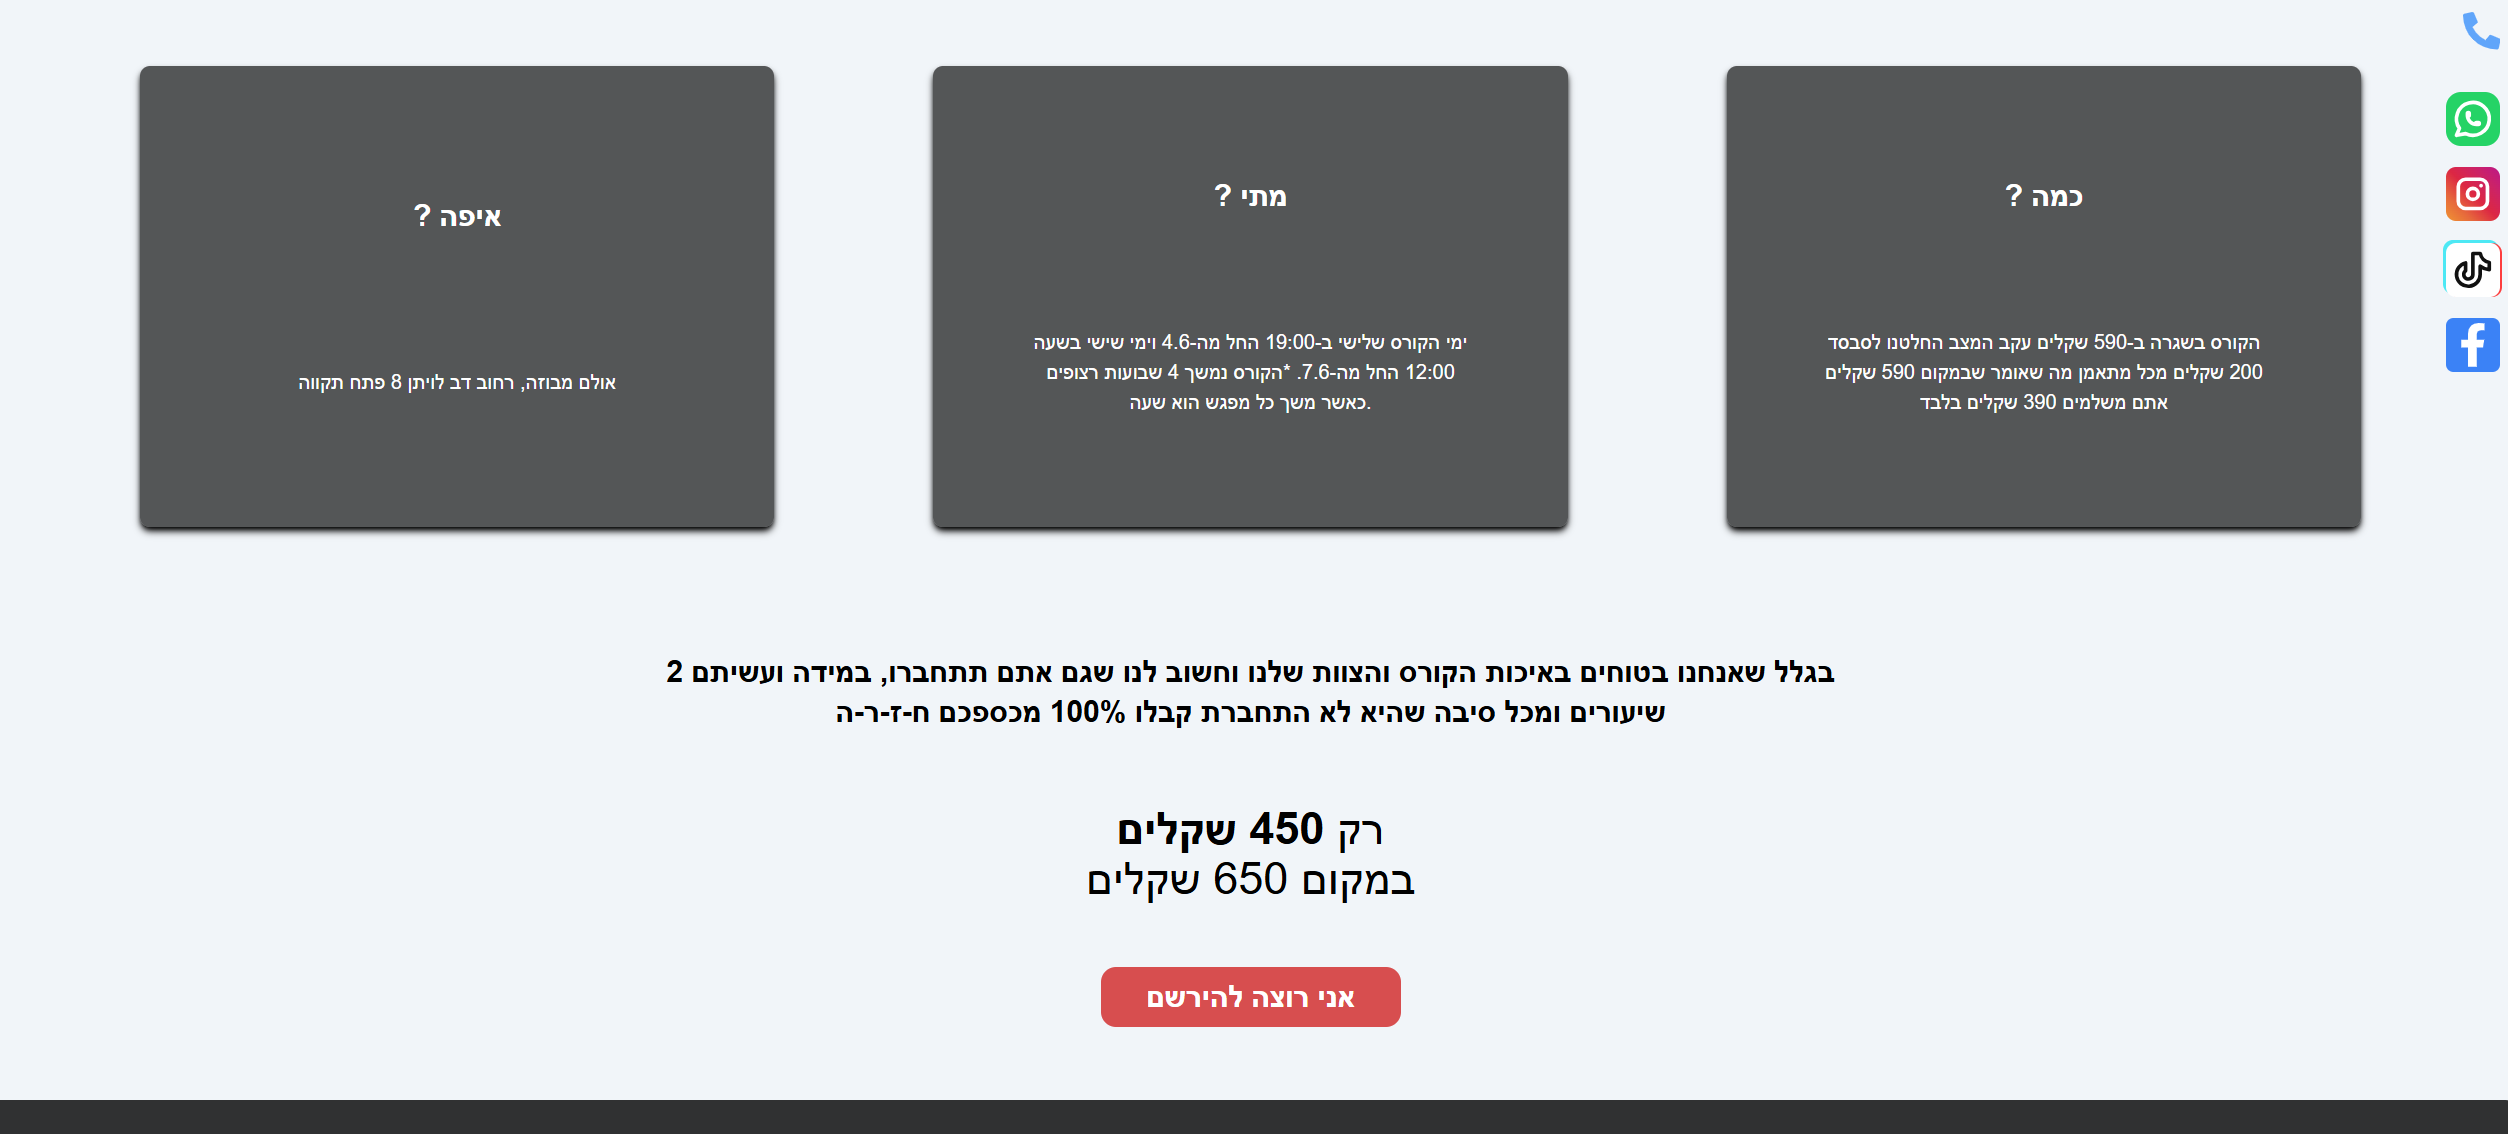 כמה ?
הקורס בשגרה ב-590 שקלים עקב המצב החלטנו לסבסד
200 שקלים מכל מתאמן מה שאומר שבמקום 590 שקלים
אתם משלמים 390 שקלים בלבד
מתי ?
ימי הקורס שלישי ב-19:00 החל מה-4.6 וימי שישי בשעה
12:00 החל מה-7.6. *הקורס נמשך 4 שבועות רצופים
כאשר משך כל מפגש הוא שעה.
איפה ?
אולם מבוזה, רחוב דב לויתן 8 פתח תקווה
בגלל שאנחנו בטוחים באיכות הקורס והצוות שלנו וחשוב לנו שגם אתם תתחברו, במידה ועשיתם 2
שיעורים ומכל סיבה שהיא לא התחברת קבלו 100% מכספכם ח-ז-ר-ה
רק 450 שקלים
במקום 650 שקלים
אני רוצה להירשם